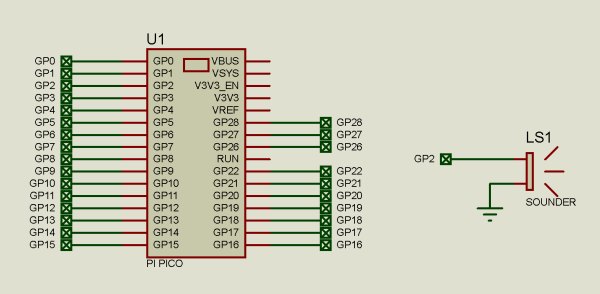 U1
GP0 GP0 VBUS
GP1 GP1 VSYS
GP2 GP2 V3V3_EN
GP3 GP3 V3V3
GP4 GP4 VREF
GP5 GP5 GP28 GP28
GP6 GP6 GP27 GP27
GP7 GP7 GP26 GP26
GP8 GP8 RUN
GP9 GP9 GP22 GP22
GP10 GP10 GP21 GP21
GP11 GP11 GP20 GP20
GP12 GP12 GP19 GP19
GP13 GP13 GP18 GP18
GP14 GP14 GP17 GP17
GP15 GP15 GP16 GP16
PI PICO
LS1
GP2
SOUNDER